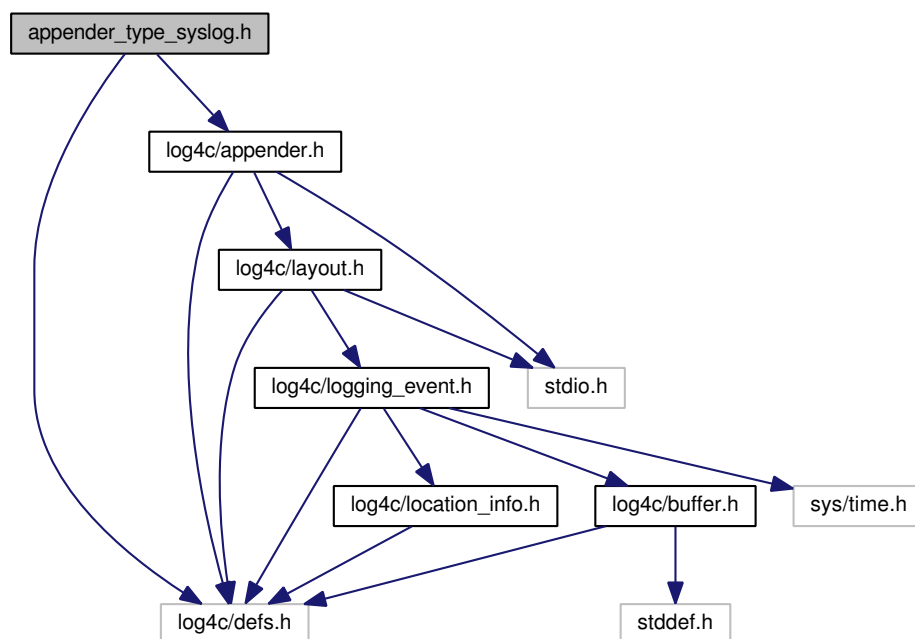 appender_type_syslog.h
log4c/appender.h
log4c/layout.h
log4c/logging_event.h
stdio.h
log4c/location_info.h
log4c/buffer.h
sys/time.h
log4c/defs.h
stddef.h